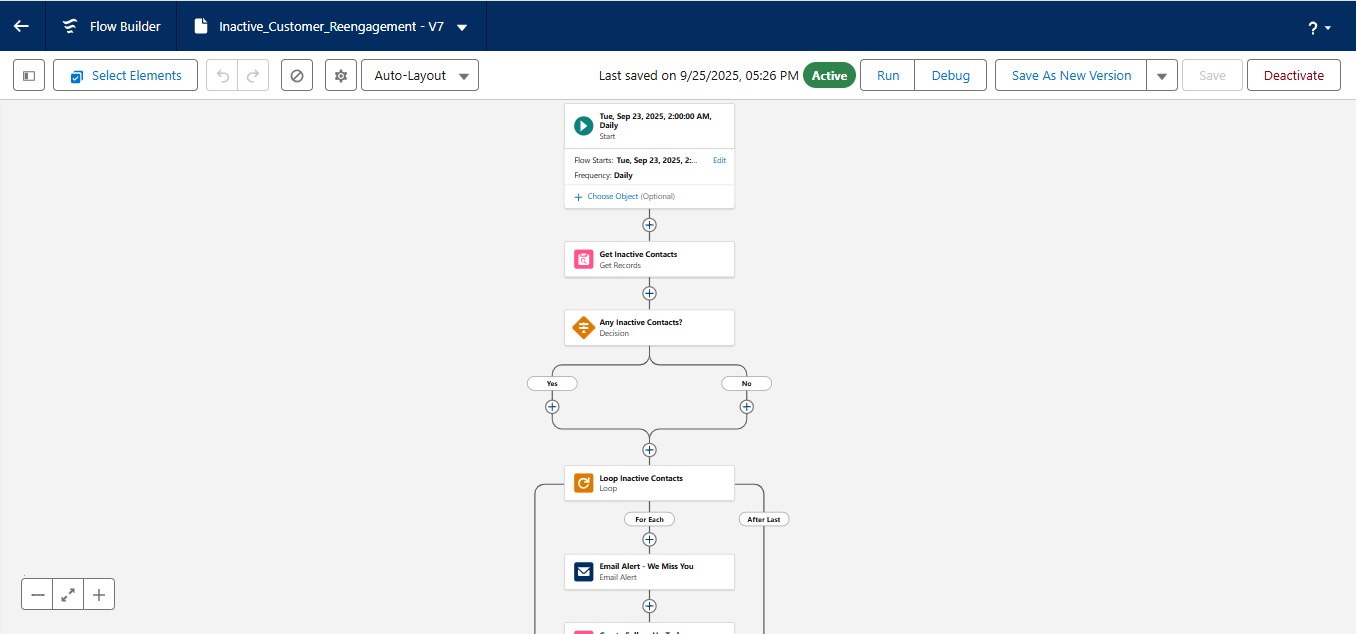 Flow Builder
Inactive_Customer_Reengagement - V7
?
Select Elements
Auto-Layout
Last saved on 9/25/2025, 05:26 PM
Active
Run
Debug
Save As New Version
Save
Deactivate
Tue, Sep 23, 2025, 2:00:00 AM,
Daily
Start
Flow Starts: Tue, Sep 23, 2025, 2:... Edit
Frequency: Daily
+ Choose Object (Optional)
Get Inactive Contacts
Get Records
Any Inactive Contacts?
Decision
Yes
No
Loop Inactive Contacts
Loop
For Each
After Last
Email Alert - We Miss You
Email Alert